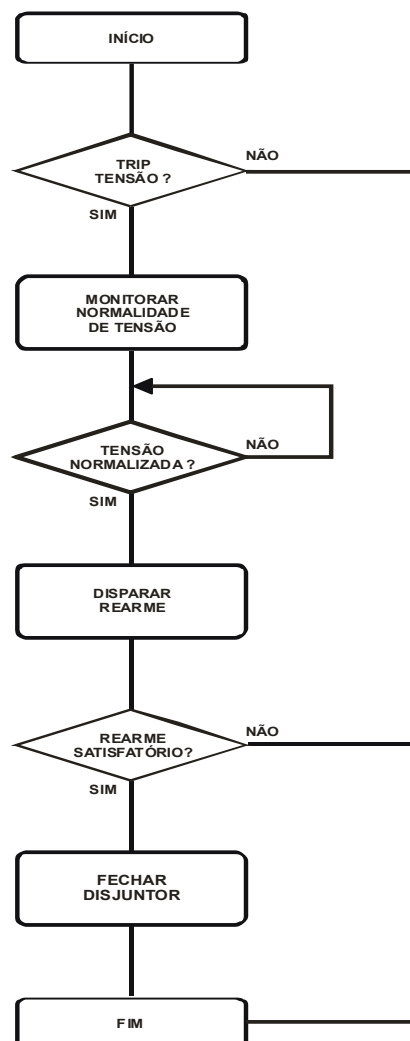 INÍCIO
TRIP
TENSÃO ?
NÃO
SIM
MONITORAR
NORMALIDADE
DE TENSÃO
TENSÃO
NORMALIZADA ?
NÃO
SIM
DISPARAR
REARME
REARME
SATISFATÓRIO?
NÃO
SIM
FECHAR
DISJUNTOR
FIM